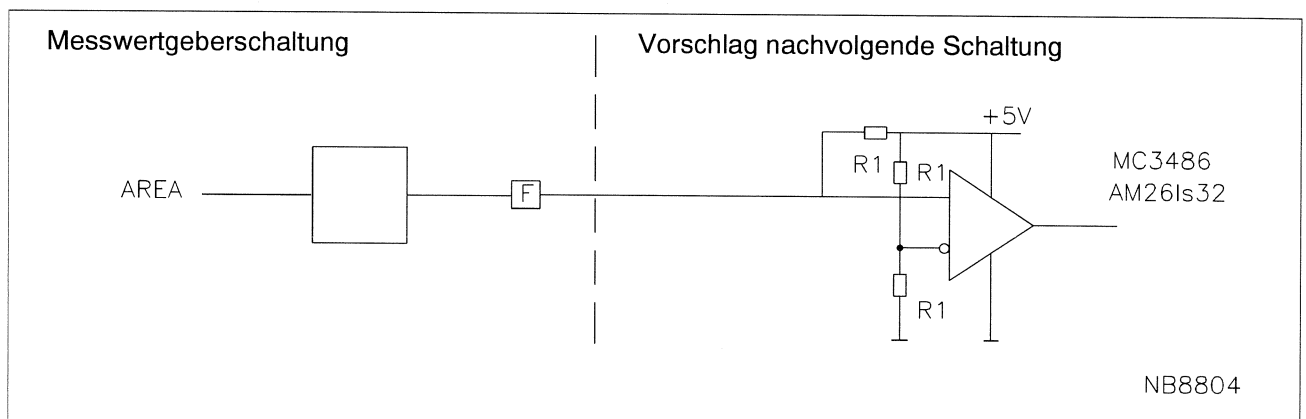 Messwertgeberschaltung
Vorschlag nachvolgende Schaltung
+5V
R1
R1
MC3486
AREA
F
AM26ls32
R1
NB8804